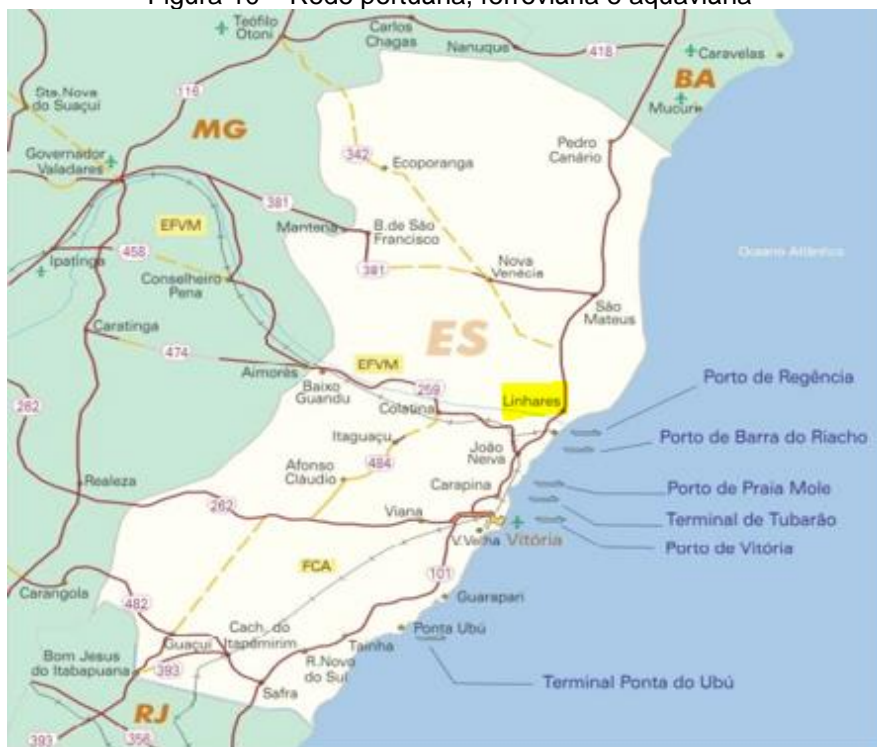 Figura 10 – Rede portuária, ferroviária e aquaviária
Teófilo
Otoni
Carlos
Chagas
Nanuque
418
Caravelas
BA
Mucuri
Sta.Nova
do Suaçuí
116
MG
Pedro
Canário
Governador
Valadares
342
Ecoporanga
381
EFVM
Mantena
B.de São
Francisco
Ipatinga
458
381
Nova
Venécia
Oceano Atlântico
Conselheiro
Pena
São
Mateus
Caratinga
ES
474
EFVM
Aimorés
Baixo
Guandu
259
Linhares
Porto de Regência
262
Colatina
Itaguaçu
João
Neiva
Porto de Barra do Riacho
484
Afonso
Cláudio
Realeza
Carapina
Porto de Praia Mole
262
Viana
Terminal de Tubarão
V.Velha
Vitória
Porto de Vitória
FCA
101
Carangola
482
Guarapari
Cach. do
Itapémirim
Guaçuí
Ponta Ubú
Tainha
Bom Jesus
do Itabapuana
393
R.Novo
do Sul
Terminal Ponta do Ubú
Safra
RJ
393
356